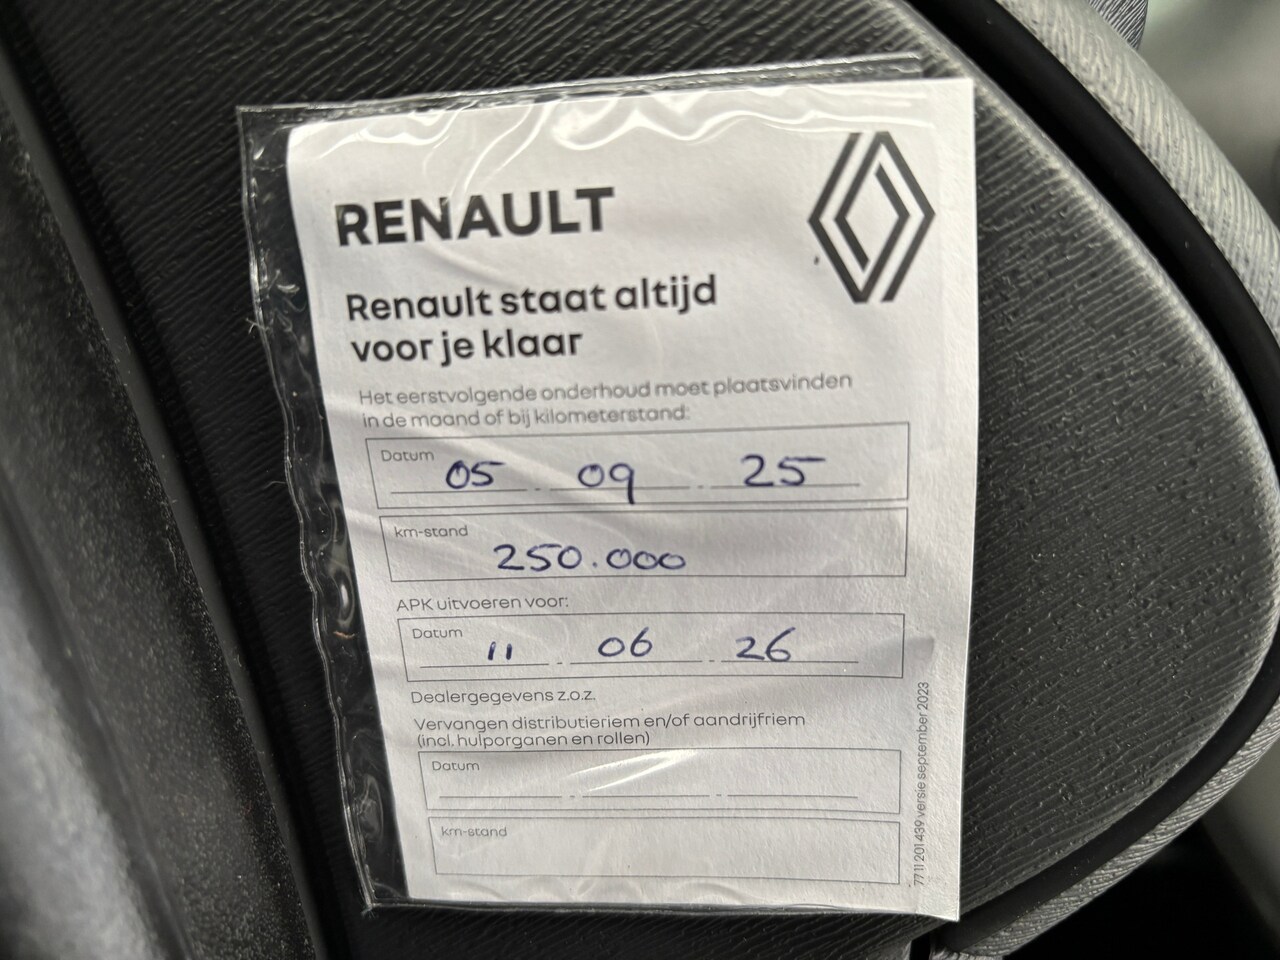 RENAULT
Renault staat altijd
voor je klaar
Het eerstvolgende onderhoud moet plaatsvinden
in de maand of bij kilometerstand:
Datum 05 . 09 . 25
km-stand 250.000
APK uitvoeren voor:
Datum 11 . 06 . 26
Dealergegevens z.o.z.
Vervangen distributieriem en/of aandrijfriem
(incl. hulporganen en rollen)
Datum
km-stand
77 11 201 439 versie september 2023